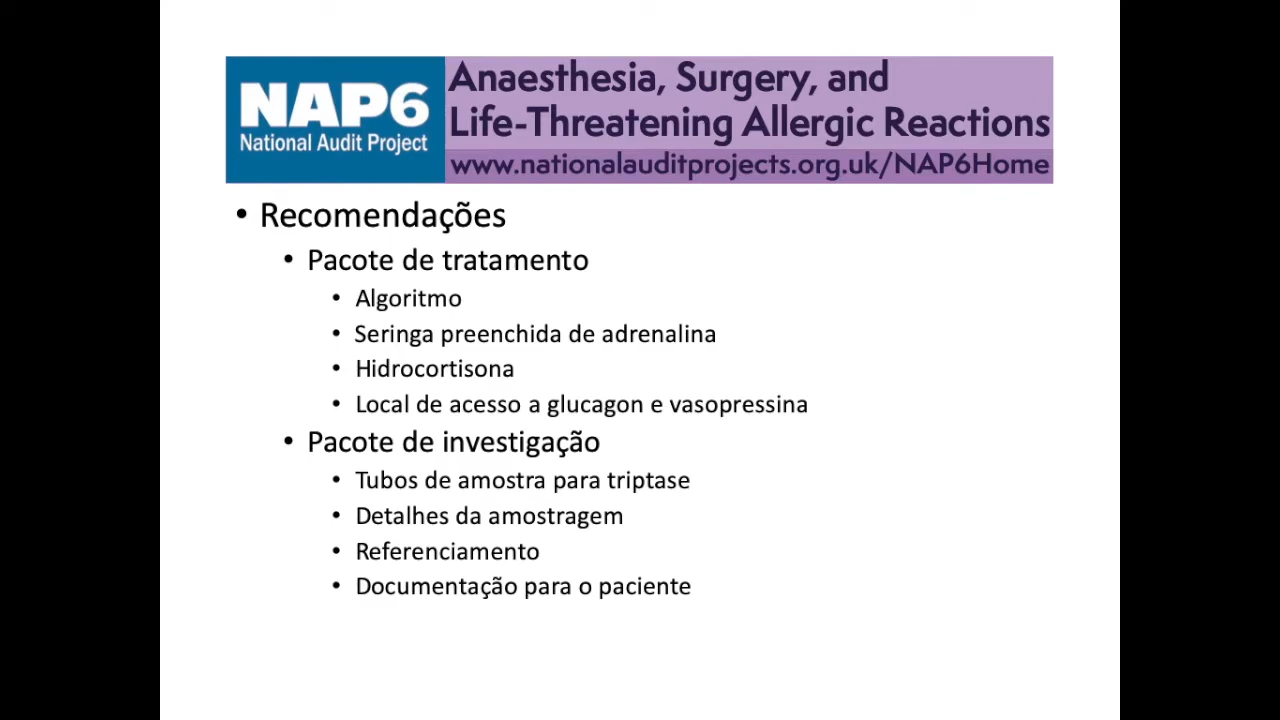 NAP6
National Audit Project
Anaesthesia, Surgery, and
Life-Threatening Allergic Reactions
www.nationalauditprojects.org.uk/NAP6Home
• Recomendações
• Pacote de tratamento
• Algoritmo
• Seringa preenchida de adrenalina
• Hidrocortisona
• Local de acesso a glucagon e vasopressina
• Pacote de investigação
• Tubos de amostra para triptase
• Detalhes da amostragem
• Referenciamento
• Documentação para o paciente